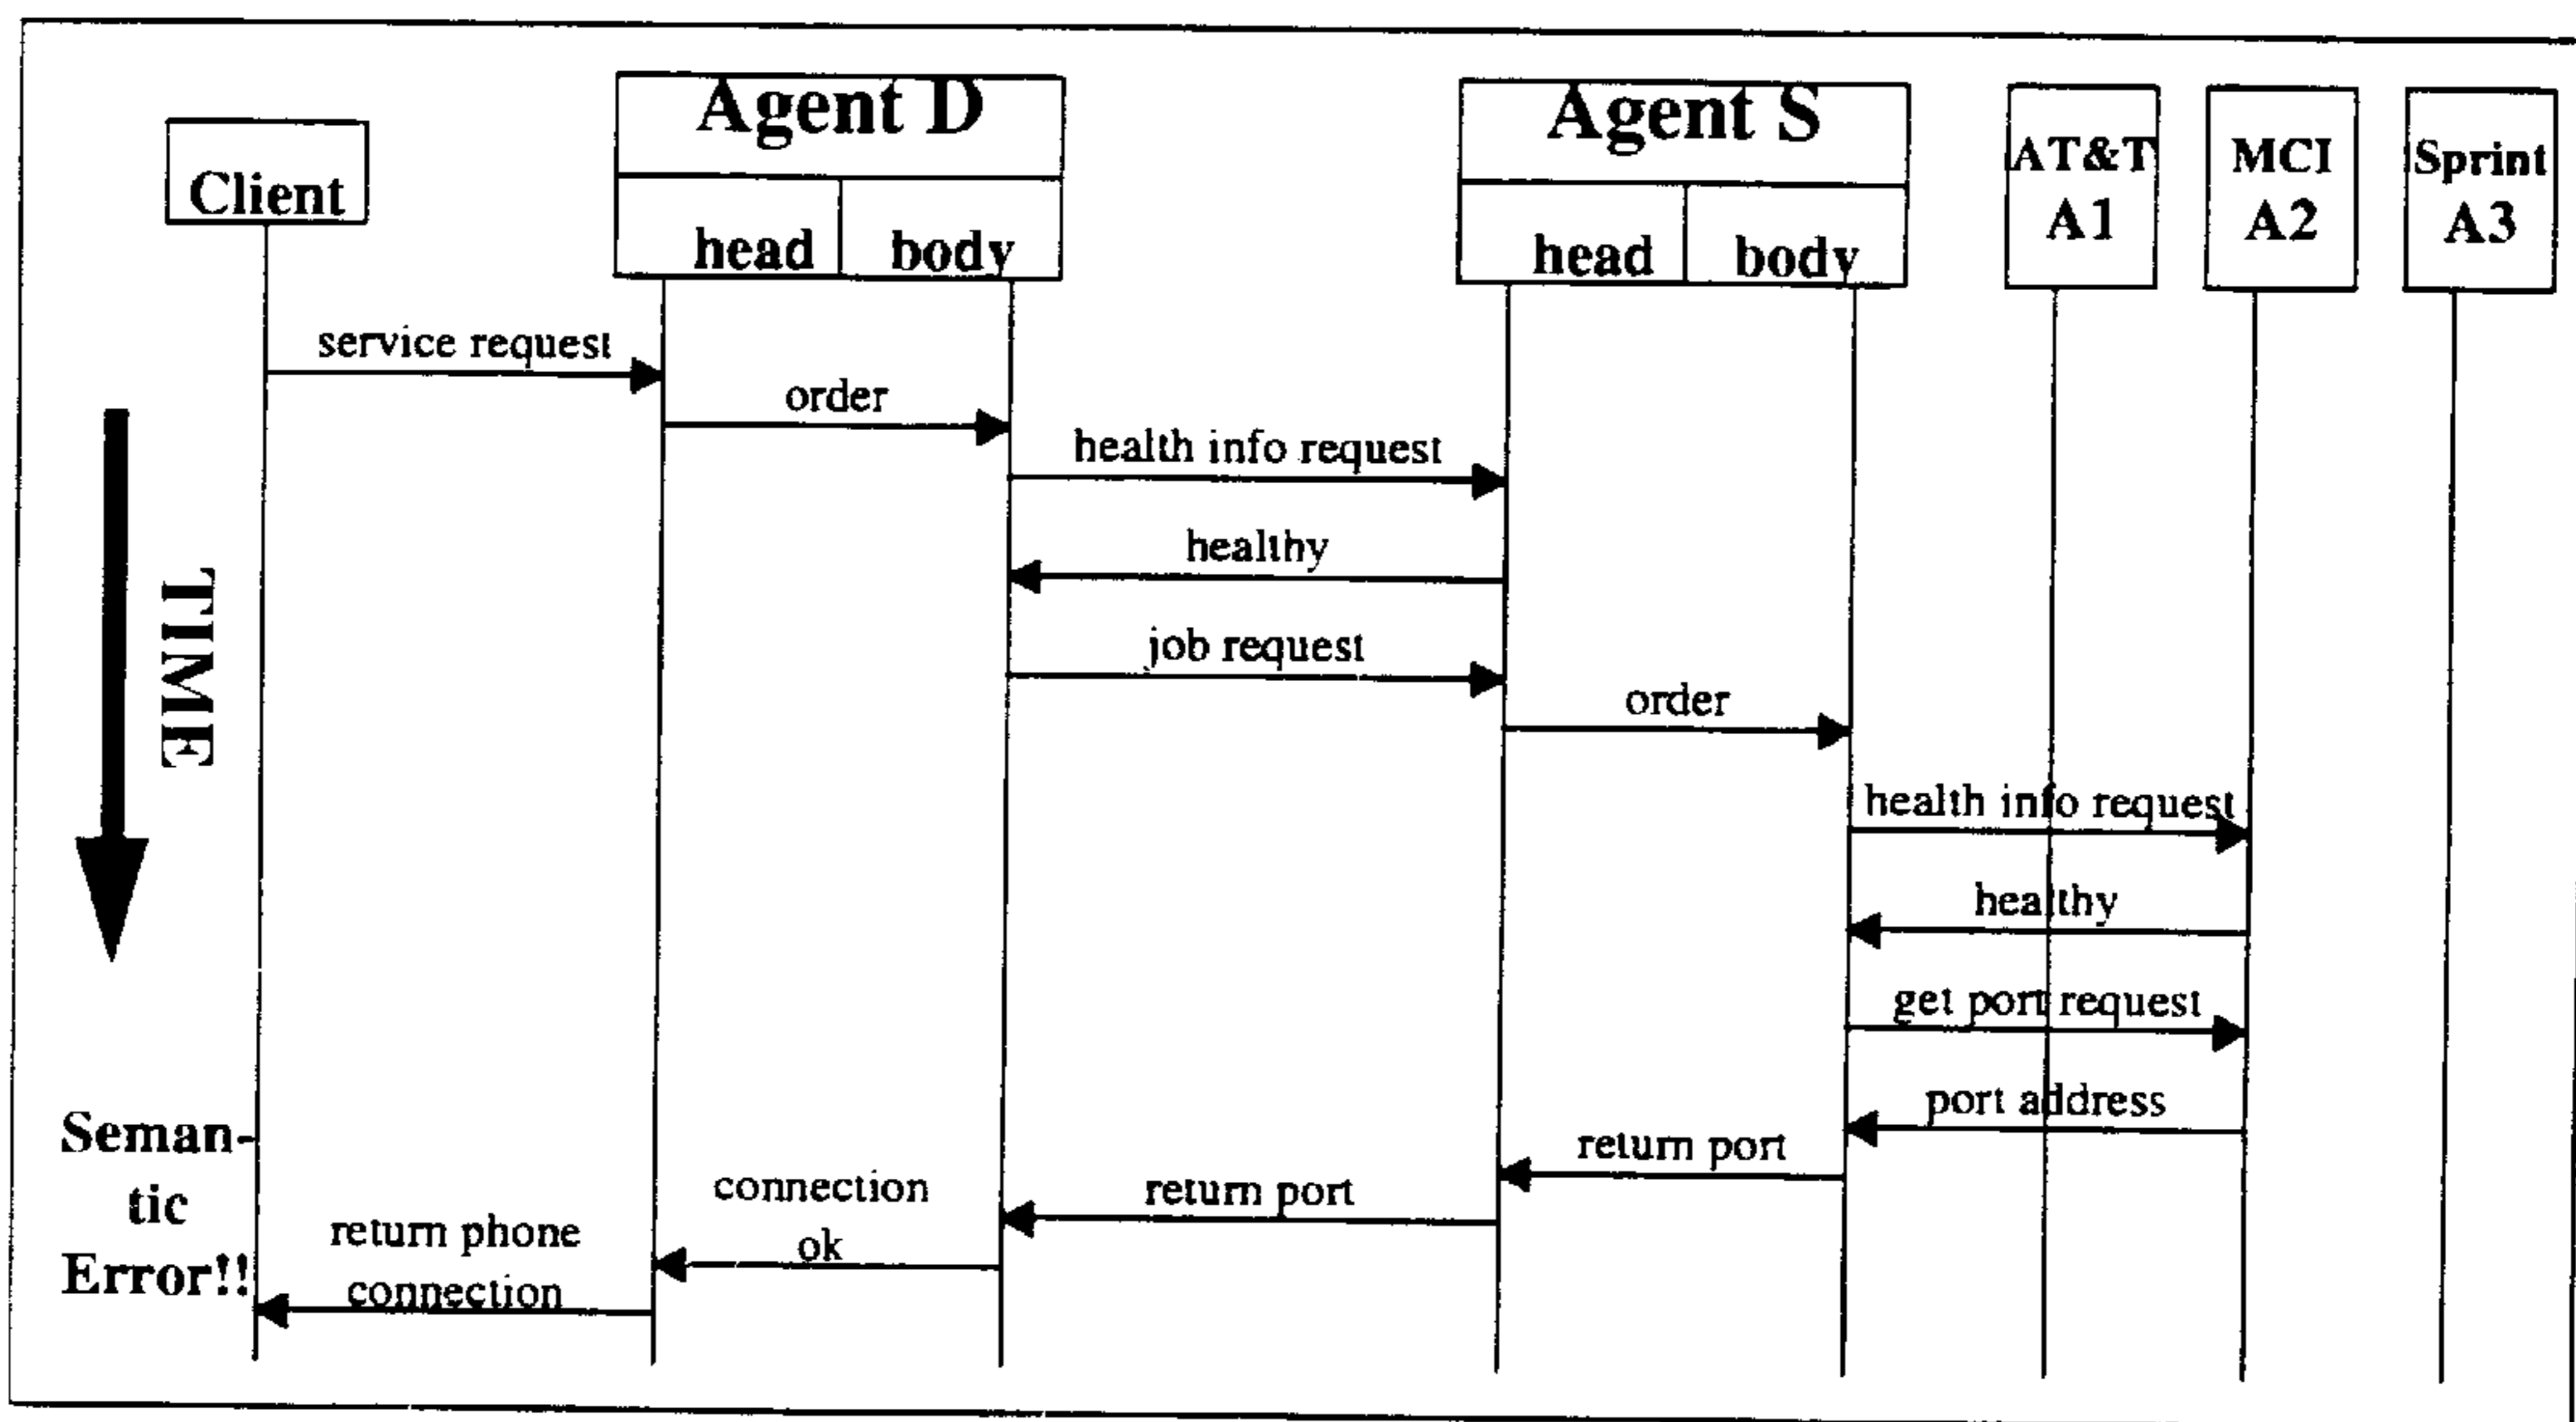 Client
Agent D
head
body
Agent S
head
body
AT&T
A1
MCI
A2
Sprint
A3
service request
order
health info request
healthy
job request
order
TIME
health info request
healthy
get port request
port address
return port
return port
connection
ok
return phone
connection
Seman-
tic
Error!!